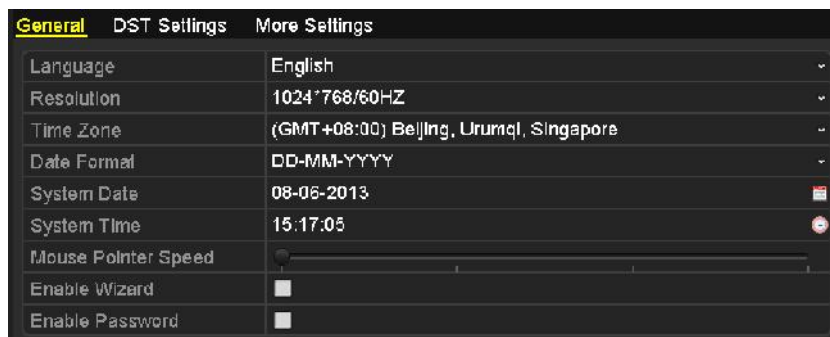 General DST Settings More Settings
Language English
Resolution 1024*768/60HZ
Time Zone (GMT+08:00) Beijing, Urumqi, Singapore
Date Format DD-MM-YYYY
System Date 08-06-2013
System Time 15:17:05
Mouse Pointer Speed
Enable Wizard
Enable Password